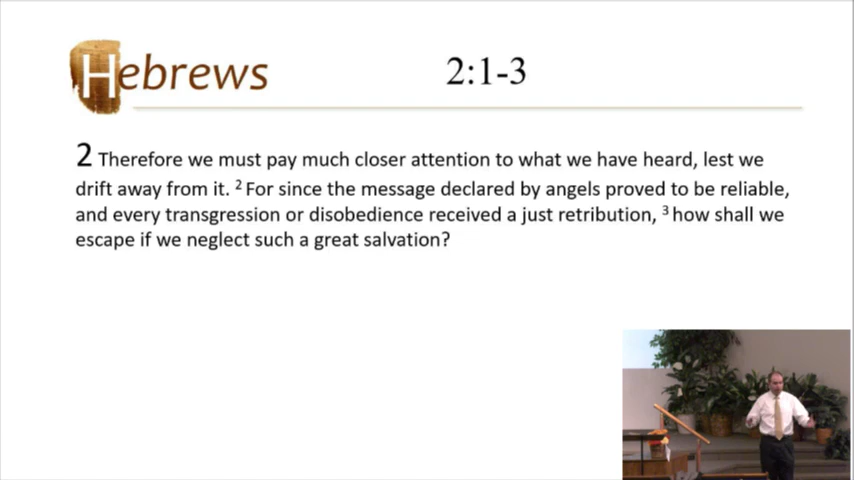 Hebrews
2:1-3
2 Therefore we must pay much closer attention to what we have heard, lest we
drift away from it. 2 For since the message declared by angels proved to be reliable,
and every transgression or disobedience received a just retribution, 3 how shall we
escape if we neglect such a great salvation?